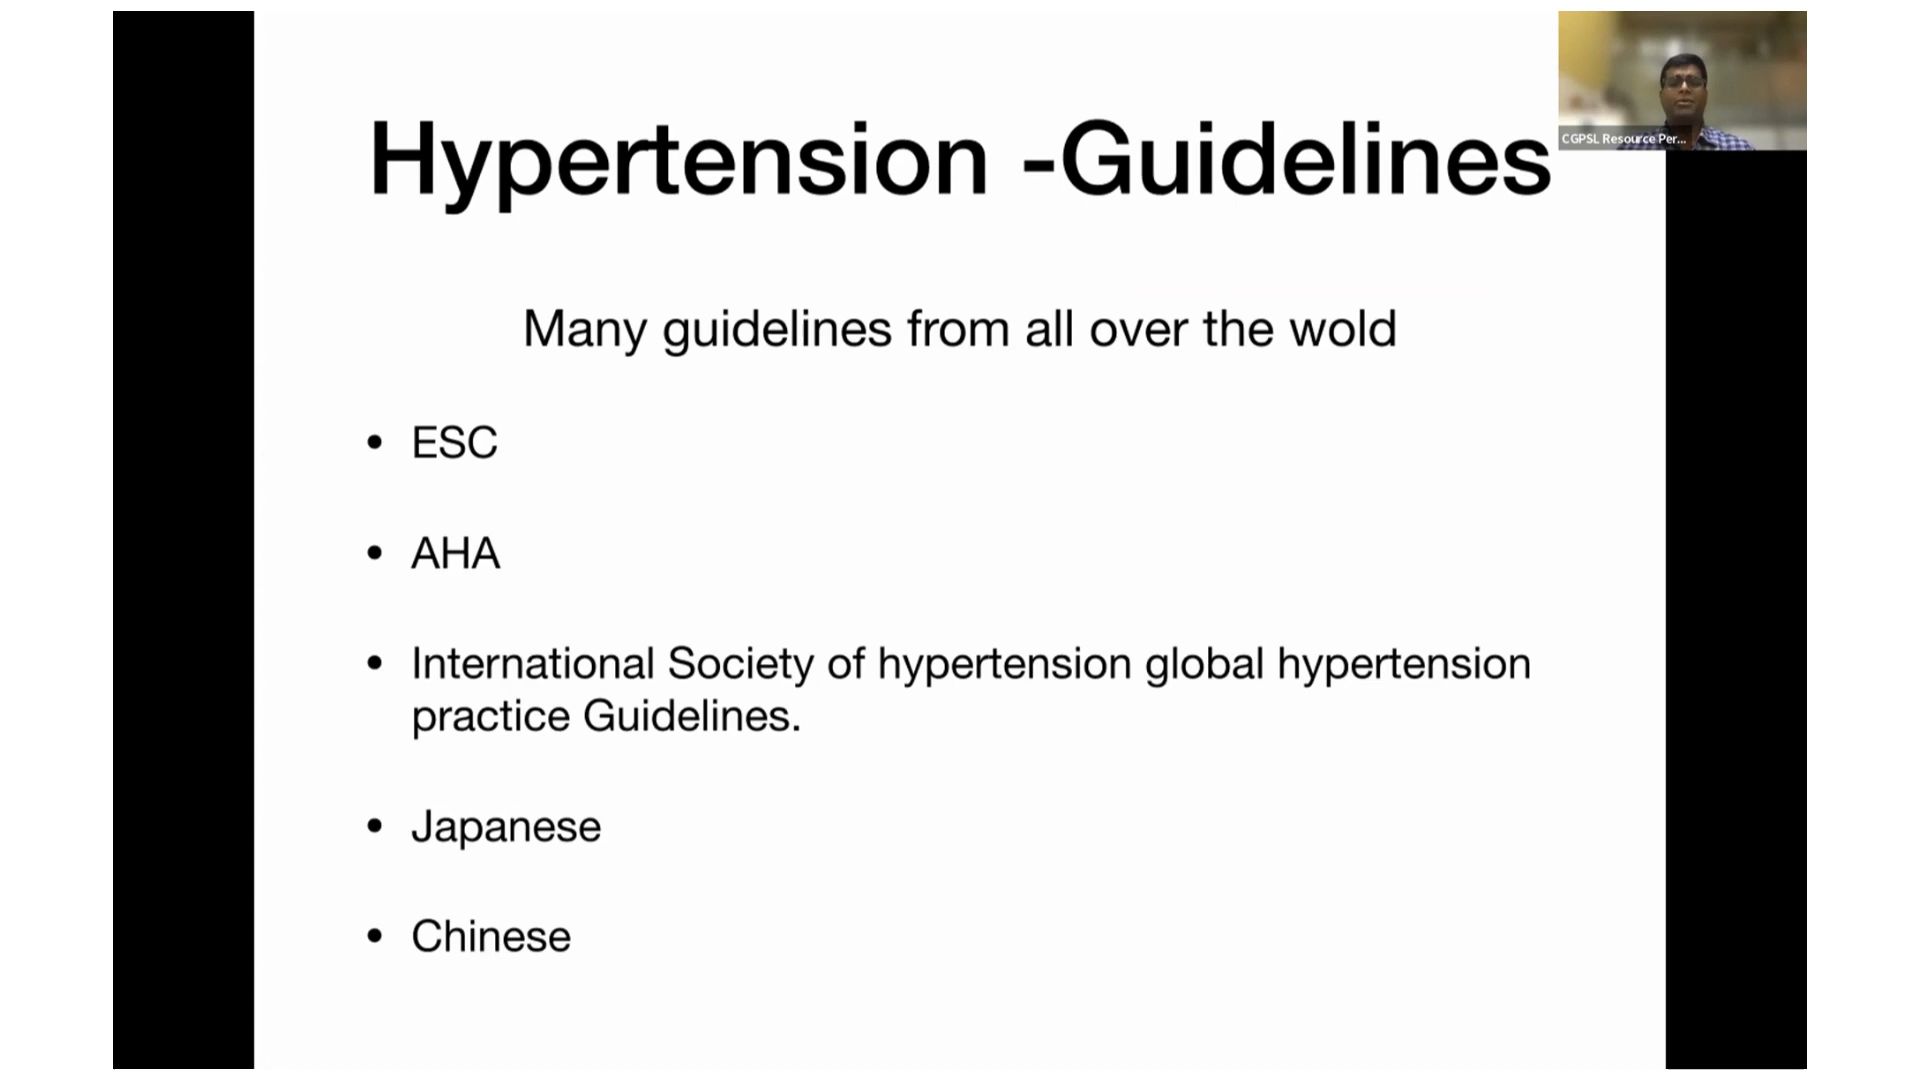 Hypertension -Guidelines
CGPSL Resource Per...
Many guidelines from all over the wold
• ESC
• AHA
• International Society of hypertension global hypertension
practice Guidelines.
• Japanese
• Chinese